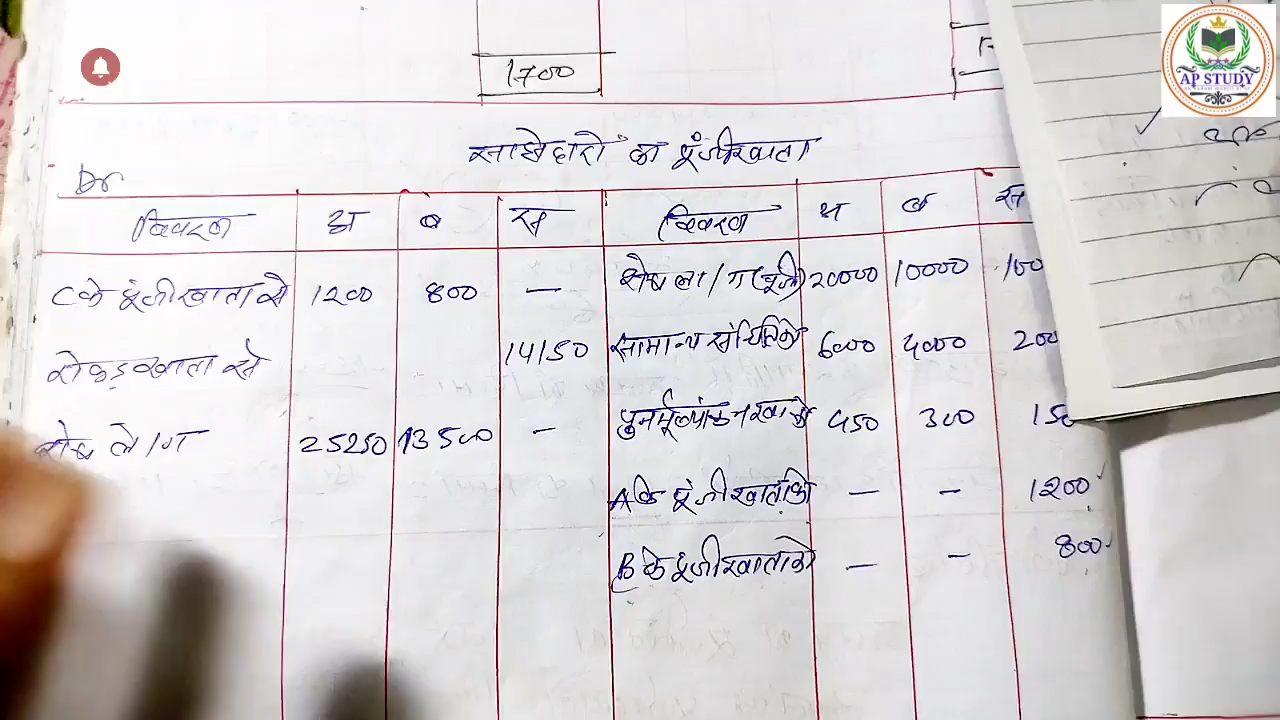 1700
AP STUDY
साझेदारों का पूंजीखाता
Dr
विवरण अ ब स विवरण अ ब स
C के पूंजीखाता से 1200 800 — शेष ला/ग (पूंजी) 20000 10000 100
रोकड़ खाता से 14150 सामान्य संचिति को 6000 4000 200
शेष ले/ग 25250 13500 — पुनर्मूल्यांकन खाता को 450 300 150
A के पूंजीखाता को — — 1200
B के पूंजीखाता को — — 800